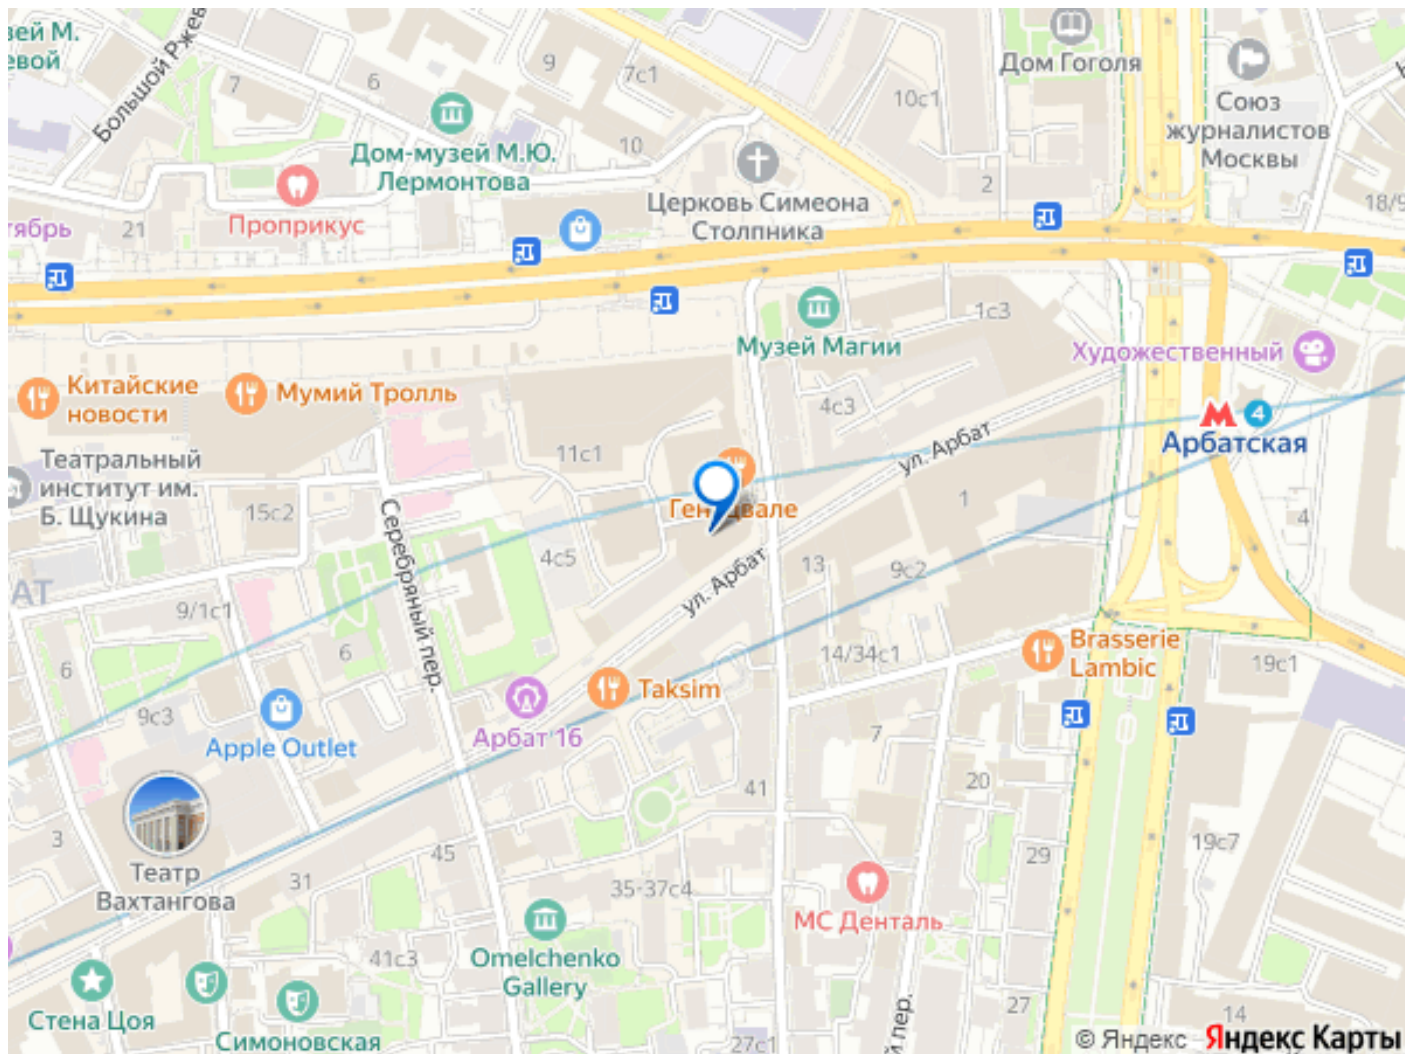 зей М.
евой
Большой Ржев
7
6
9
7с1
10с1
Дом Гоголя
Союз
журналистов
Москвы
Дом-музей М.Ю.
Лермонтова
10
Проприкус
Церковь Симеона
Столпника
2
18/9
тябрь
21
1с3
Музей Магии
Художественный
Китайские
новости
Мумий Тролль
4с3
4
Арбатская
ул. Арбат
Театральный
институт им.
Б. Щукина
11с1
15с2
1
4
Серебряный пер.
4с5
ул. Арбат
13
9с2
АТ
9/1с1
6
6
14/34с1
Brasserie
Lambic
19с1
Taksim
9с3
Apple Outlet
Арбат 16
7
41
20
3
Театр
Вахтангова
45
31
35-37с4
29
19с7
МС Денталь
41с3
Omelchenko
Gallery
Стена Цоя
Симоновская
27с1
й пер.
27
14
© Яндекс Яндекс Карты